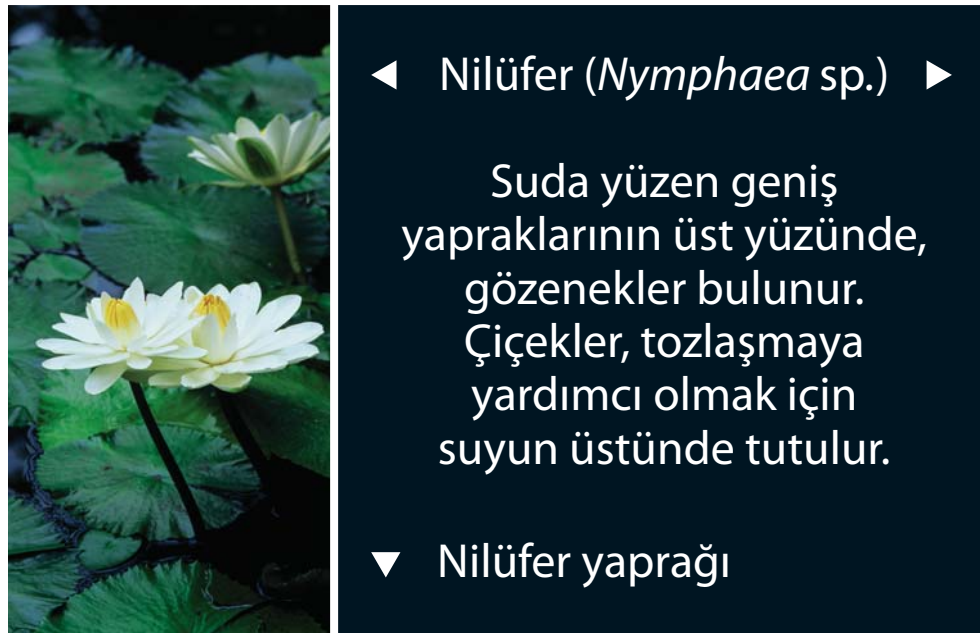 ◀ Nilüfer (Nymphaea sp.) ▶
Suda yüzen geniş
yapraklarının üst yüzünde,
gözenekler bulunur.
Çiçekler, tozlaşmaya
yardımcı olmak için
suyun üstünde tutulur.
▼ Nilüfer yaprağı